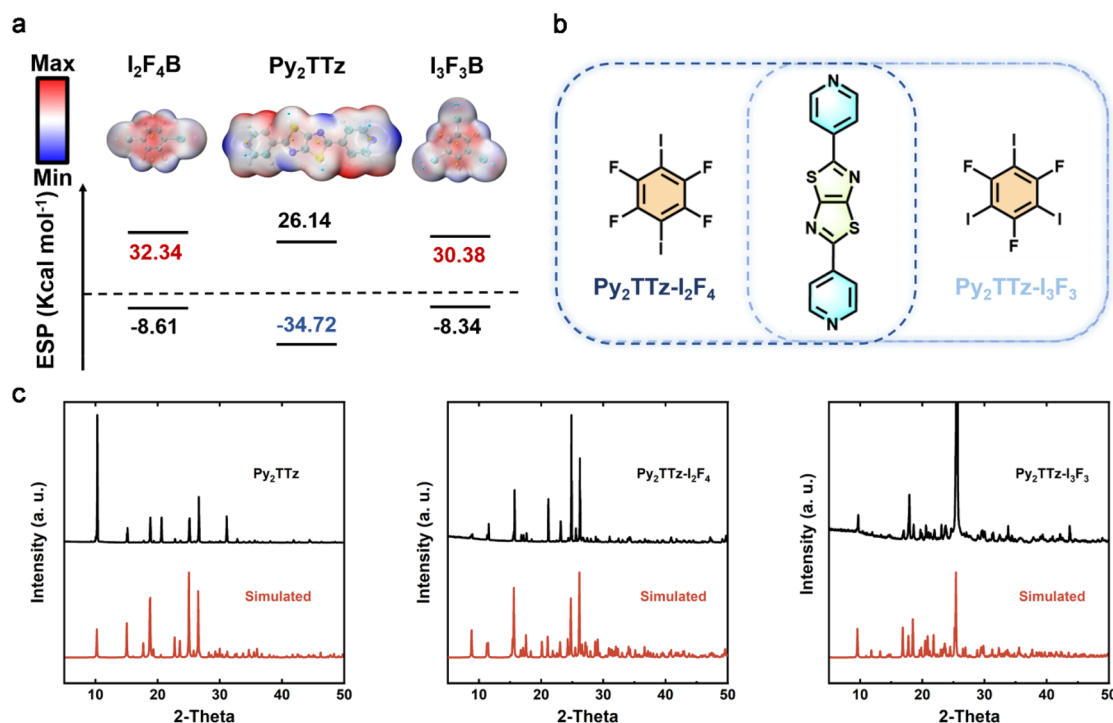 a
Max
Min
I₂F₄B
Py₂TTz
I₃F₃B
ESP (Kcal mol⁻¹)
32.34
26.14
30.38
-8.61
-34.72
-8.34
b
I
F
F
F
F
I
Py₂TTz-I₂F₄
N
S
N
N
S
N
I
F
F
I
I
F
Py₂TTz-I₃F₃
c
Intensity (a. u.)
Py₂TTz
Simulated
10 20 30 40 50
2-Theta
Intensity (a. u.)
Py₂TTz-I₂F₄
Simulated
10 20 30 40 50
2-Theta
Intensity (a. u.)
Py₂TTz-I₃F₃
Simulated
10 20 30 40 50
2-Theta